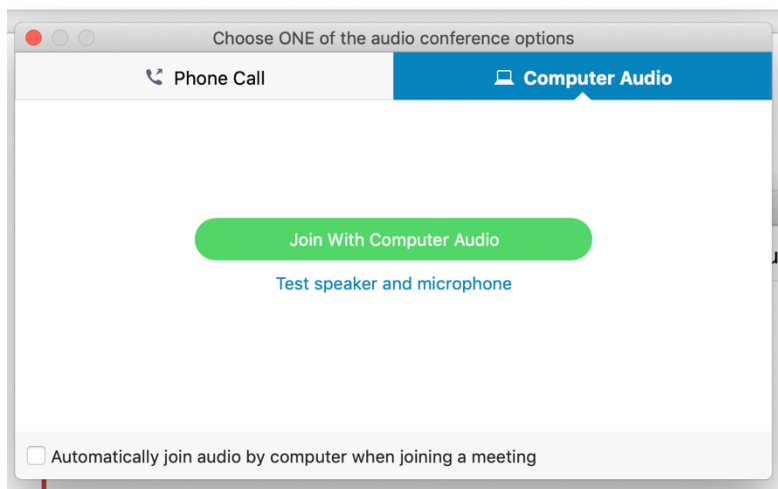 Choose ONE of the audio conference options
Phone Call
Computer Audio
Join With Computer Audio
Test speaker and microphone
Automatically join audio by computer when joining a meeting